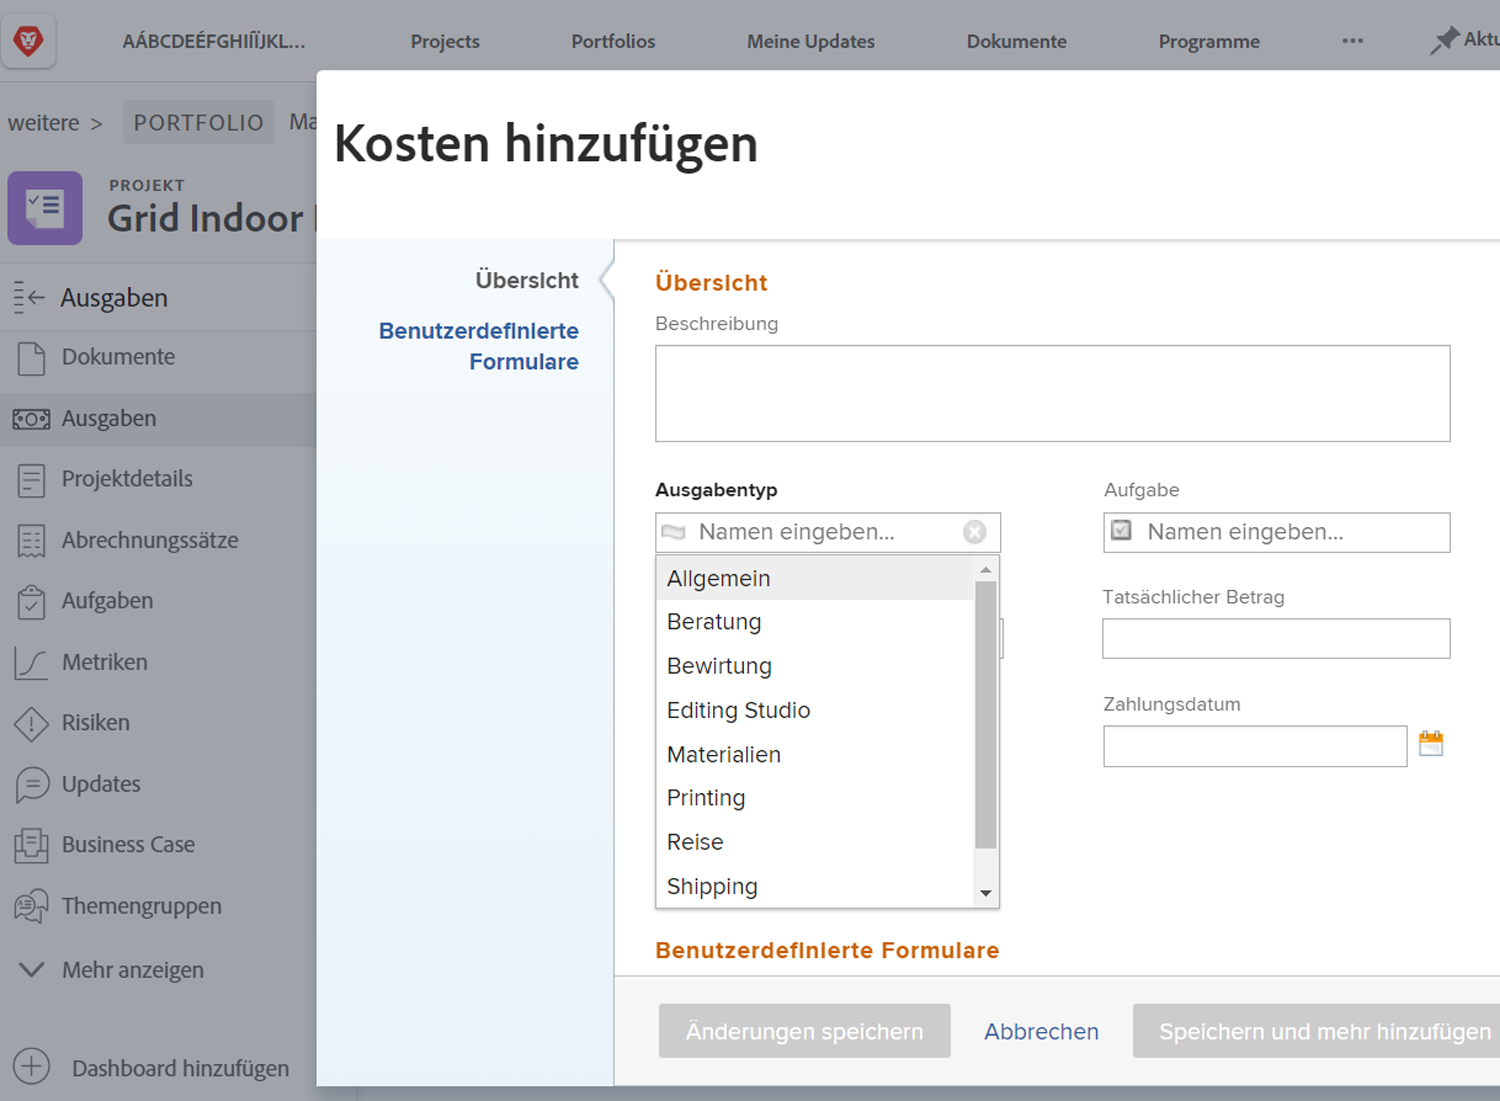 AÁBCDEÉFGHIÍÏJKL...
Projects
Portfolios
Meine Updates
Dokumente
Programme
weitere >
PORTFOLIO
PROJEKT
Grid Indoor
Ausgaben
Dokumente
Ausgaben
Projektdetails
Abrechnungssätze
Aufgaben
Metriken
Risiken
Updates
Business Case
Themengruppen
Mehr anzeigen
Dashboard hinzufügen
Kosten hinzufügen
Übersicht
Benutzerdefinierte
Formulare
Übersicht
Beschreibung
Ausgabentyp
Namen eingeben...
Allgemein
Beratung
Bewirtung
Editing Studio
Materialien
Printing
Reise
Shipping
Aufgabe
Namen eingeben...
Tatsächlicher Betrag
Zahlungsdatum
Benutzerdefinierte Formulare
Änderungen speichern
Abbrechen
Speichern und mehr hinzufügen